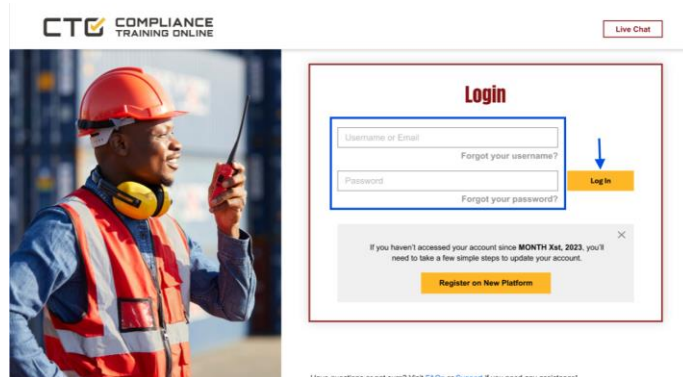 CTO COMPLIANCE
TRAINING ONLINE
Live Chat
Login
Username or Email
Forgot your username?
Password
Forgot your password?
Log In
If you haven't accessed your account since MONTH Xst, 2023, you'll
need to take a few simple steps to update your account.
Register on New Platform